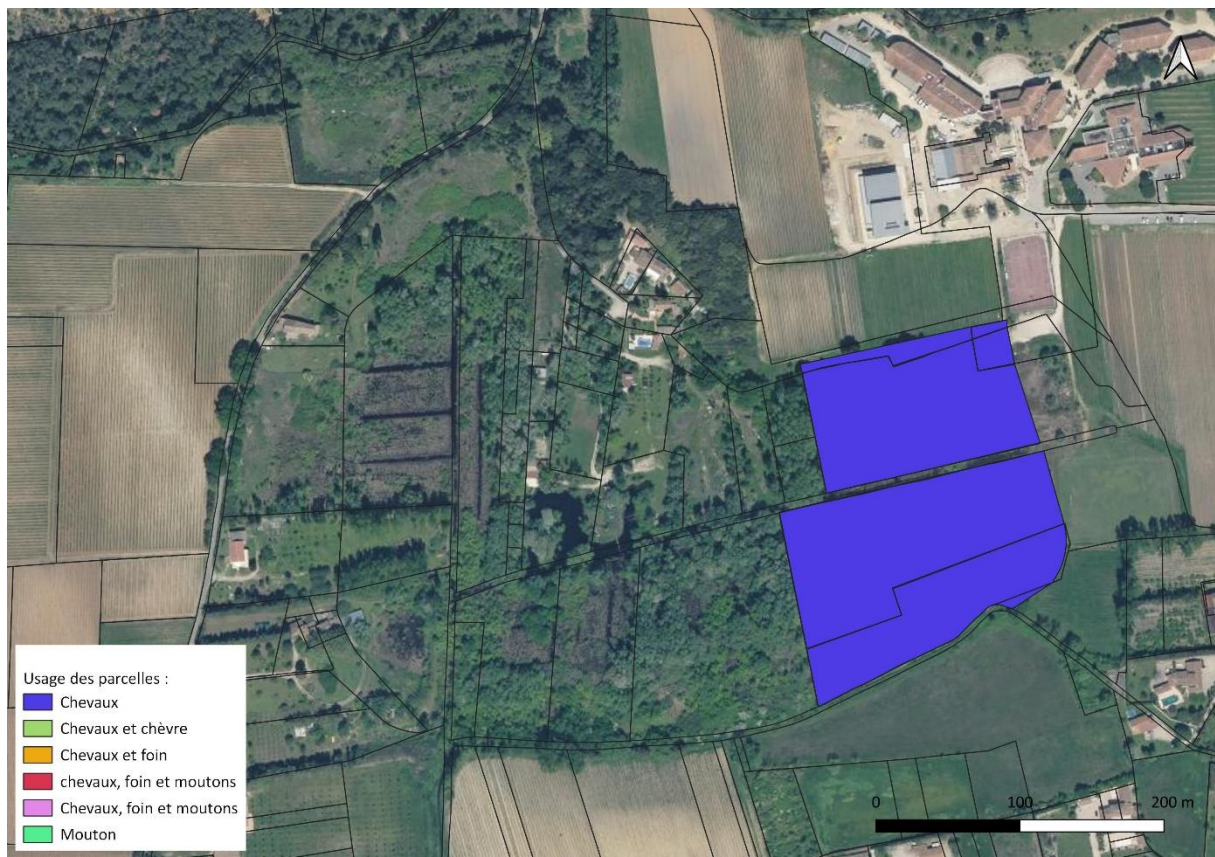 Usage des parcelles :
Chevaux
Chevaux et chèvre
Chevaux et foin
chevaux, foin et moutons
Chevaux, foin et moutons
Mouton
0 100 200 m